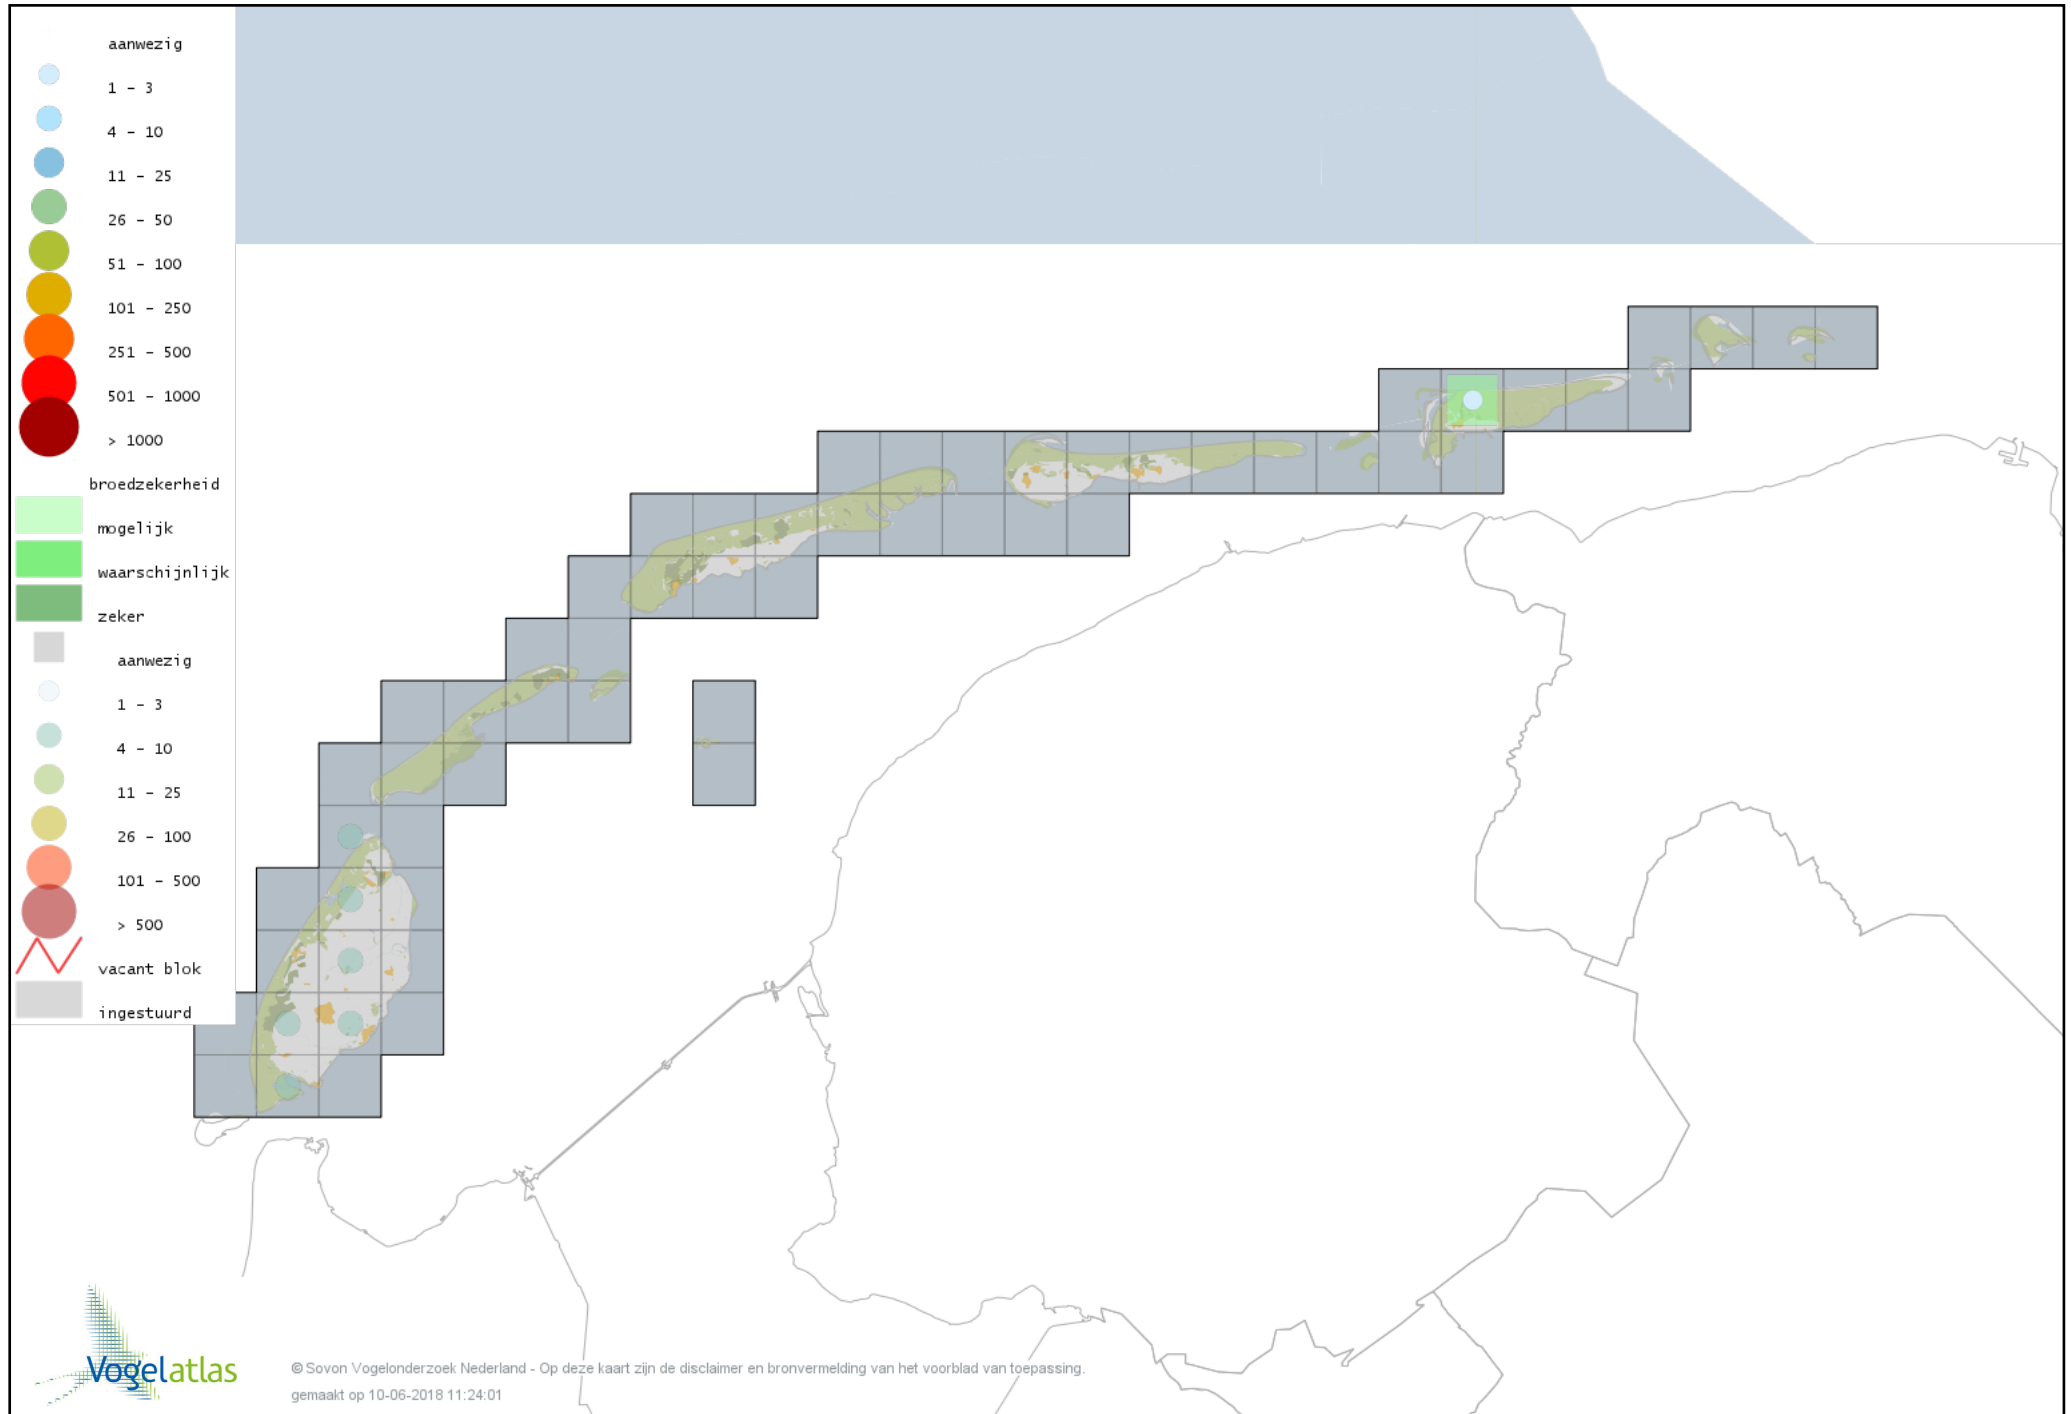 aanwezig
1 - 3
4 - 10
11 - 25
26 - 50
51 - 100
101 - 250
251 - 500
501 - 1000
> 1000
broedzekerheid
mogelijk
waarschijnlijk
zeker
aanwezig
1 - 3
4 - 10
11 - 25
26 - 100
101 - 500
> 500
vacant blok
ingestuurd
Vogelatlas
© Sovon Vogelonderzoek Nederland - Op deze kaart zijn de disclaimer en bronvermelding van het voorblad van toepassing.
gemaakt op 10-06-2018 11:24:01